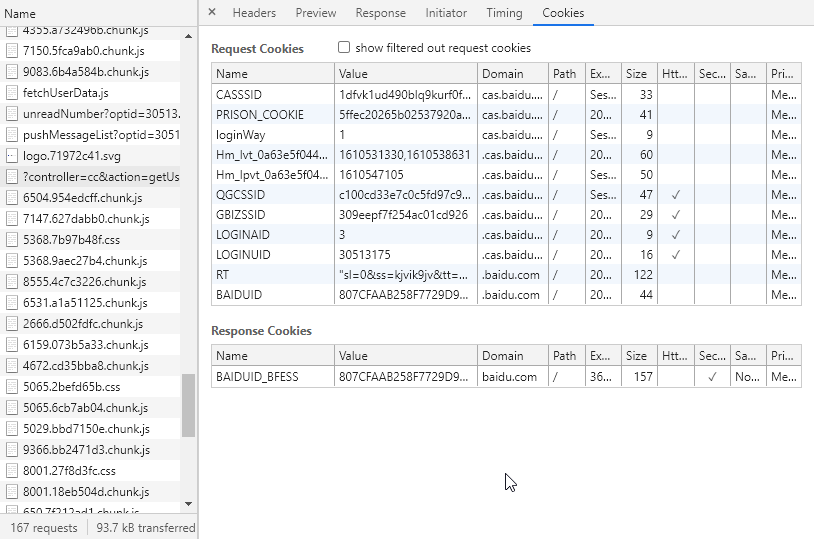 Name
4355.a732496b.chunk.js
7150.5fca9ab0.chunk.js
9083.6b4a584b.chunk.js
fetchUserData.js
unreadNumber?optid=30513.
pushMessageList?optid=3051
logo.71972c41.svg
?controller=cc&action=getUs
6504.954edcff.chunk.js
7147.627dabb0.chunk.js
5368.7b97b48f.css
5368.9aec27b4.chunk.js
8555.4c7c3226.chunk.js
6531.a1a51125.chunk.js
2666.d502fdfc.chunk.js
6159.073b5a33.chunk.js
4672.cd35bba8.chunk.js
5065.2befd65b.css
5065.6cb7ab04.chunk.js
5029.bbd7150e.chunk.js
9366.bb2471d3.chunk.js
8001.27f8d3fc.css
8001.18eb504d.chunk.js
650.7f212ad1.chunk.js
167 requests 93.7 kB transferred
× Headers Preview Response Initiator Timing Cookies
Request Cookies show filtered out request cookies
Name Value Domain Path Ex... Size Htt... Sec... Sa... Pri...
CASSSID 1dfvk1ud490blq9kurf0f... cas.baidu.... / Ses... 33 Me...
PRISON_COOKIE 5ffec20265b02537920a... cas.baidu.... / 20... 41 Me...
loginWay 1 cas.baidu.... / Ses... 9 Me...
Hm_lvt_0a63e5f044... 1610531330,1610538631 .cas.baidu... / 20... 60 Me...
Hm_lpvt_0a63e5f04... 1610547105 .cas.baidu... / Ses... 50 Me...
QGCSSID c100cd33e7c0c5fd97c9... .cas.baidu... / Ses... 47 ✓ Me...
GBIZSSID 309eepf7f254ac01cd926 .cas.baidu... / 20... 29 ✓ Me...
LOGINAID 3 .cas.baidu... / 20... 9 ✓ Me...
LOGINUID 30513175 .cas.baidu... / 20... 16 ✓ Me...
RT "sl=0&ss=kjvik9jv&tt=... .baidu.com / 20... 122 Me...
BAIDUID 807CFAAB258F7729D9... .baidu.com / 20... 44 Me...
Response Cookies
Name Value Domain Path Ex... Size Htt... Sec... Sa... Pri...
BAIDUID_BFESS 807CFAAB258F7729D9... baidu.com / 36... 157 ✓ No... Me...